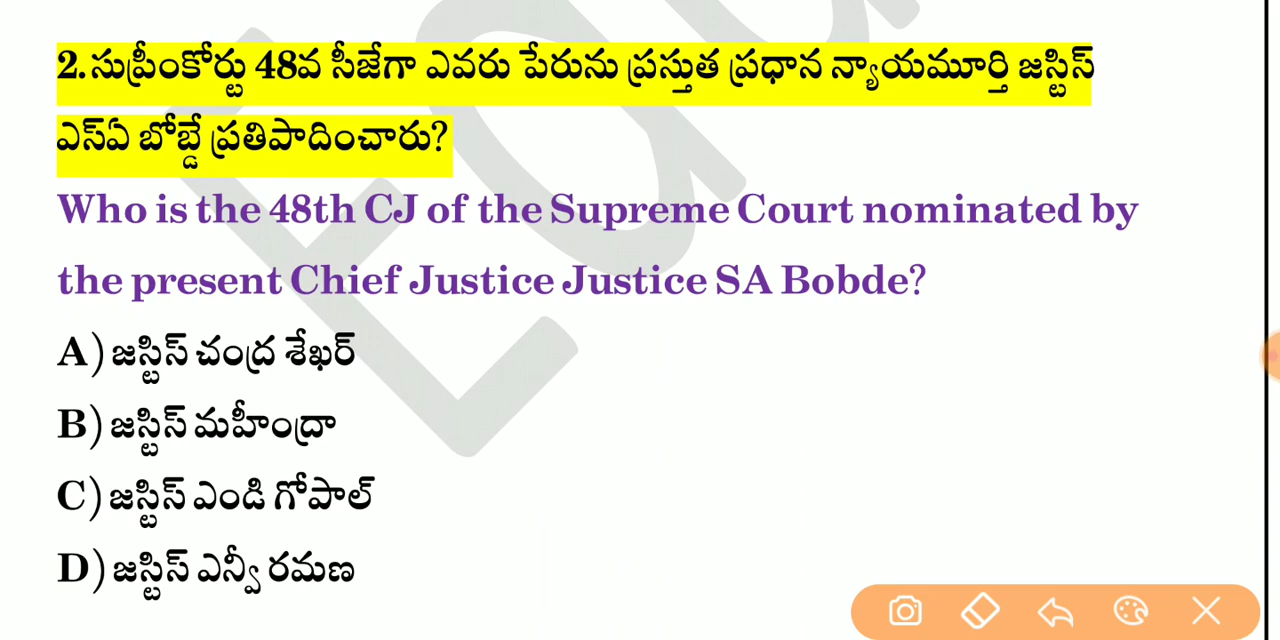 2.సుప్రీంకోర్టు 48వ సీజేగా ఎవరు పేరును ప్రస్తుత ప్రధాన న్యాయమూర్తి జస్టిస్
ఎస్ఏ బోబ్డే ప్రతిపాదించారు?
Who is the 48th CJ of the Supreme Court nominated by
the present Chief Justice Justice SA Bobde?
A) జస్టిస్ చంద్ర శేఖర్
B) జస్టిస్ మహీంద్రా
C) జస్టిస్ ఎండి గోపాల్
D) జస్టిస్ ఎన్వీ రమణ